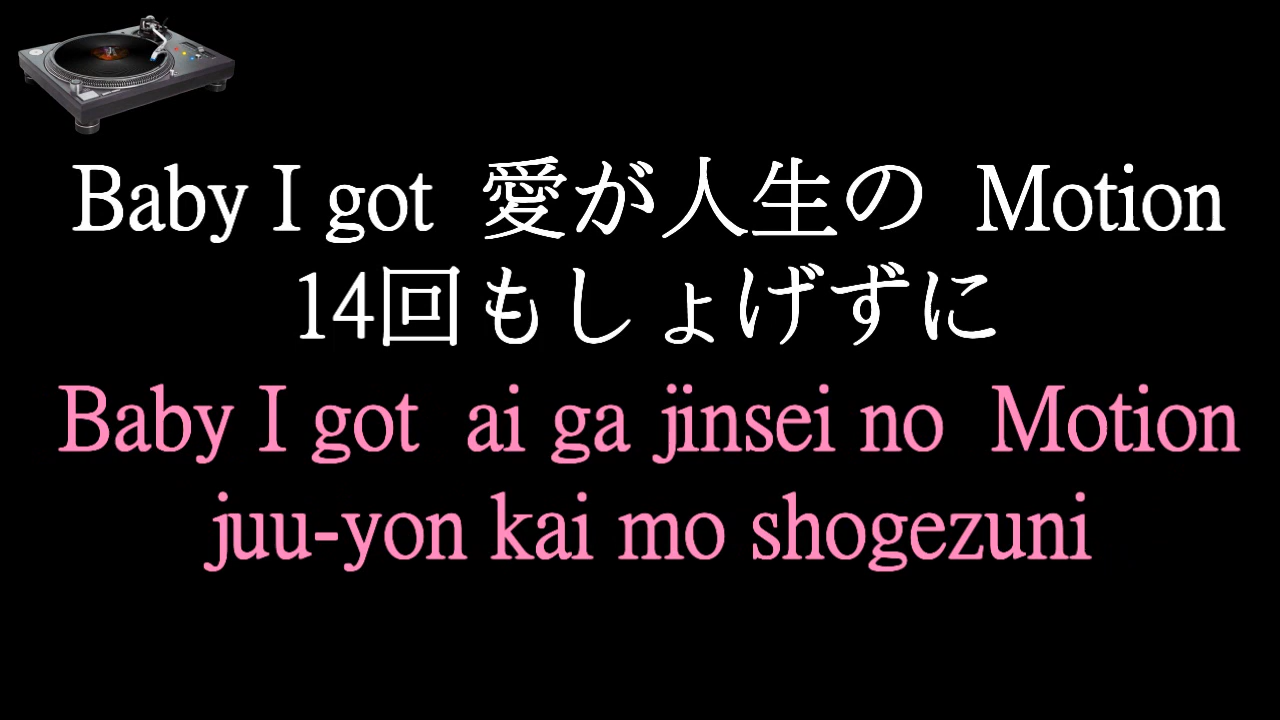 Baby I got 愛が人生の Motion
14回もしょげずに
Baby I got ai ga jinsei no Motion
juu-yon kai mo shogezuni